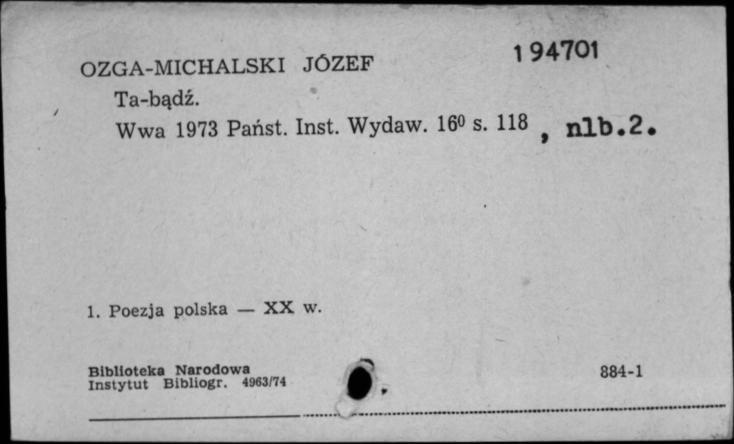 OZGA-MICHALSKI JÓZEF 194701
Ta-bądź.
Wwa 1973 Państ. Inst. Wydaw. 16⁰ s. 118 , nlb.2.
1. Poezja polska — XX w.
Biblioteka Narodowa
Instytut Bibliogr. 4963/74
884-1